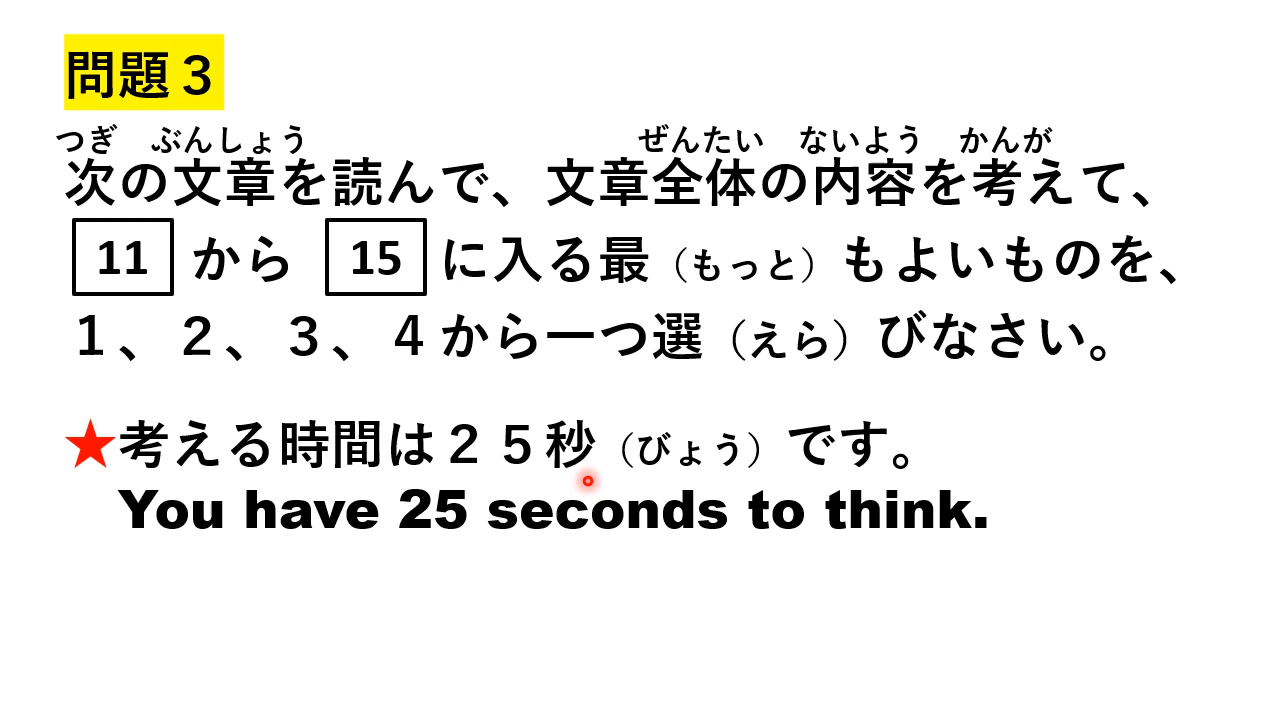 問題３
つぎ　ぶんしょう　ぜんたい　ないよう　かんが
次の文章を読んで、文章全体の内容を考えて、
11 から 15 に入る最（もっと）もよいものを、
１、２、３、４から一つ選（えら）びなさい。
★考える時間は２５秒（びょう）です。
You have 25 seconds to think.